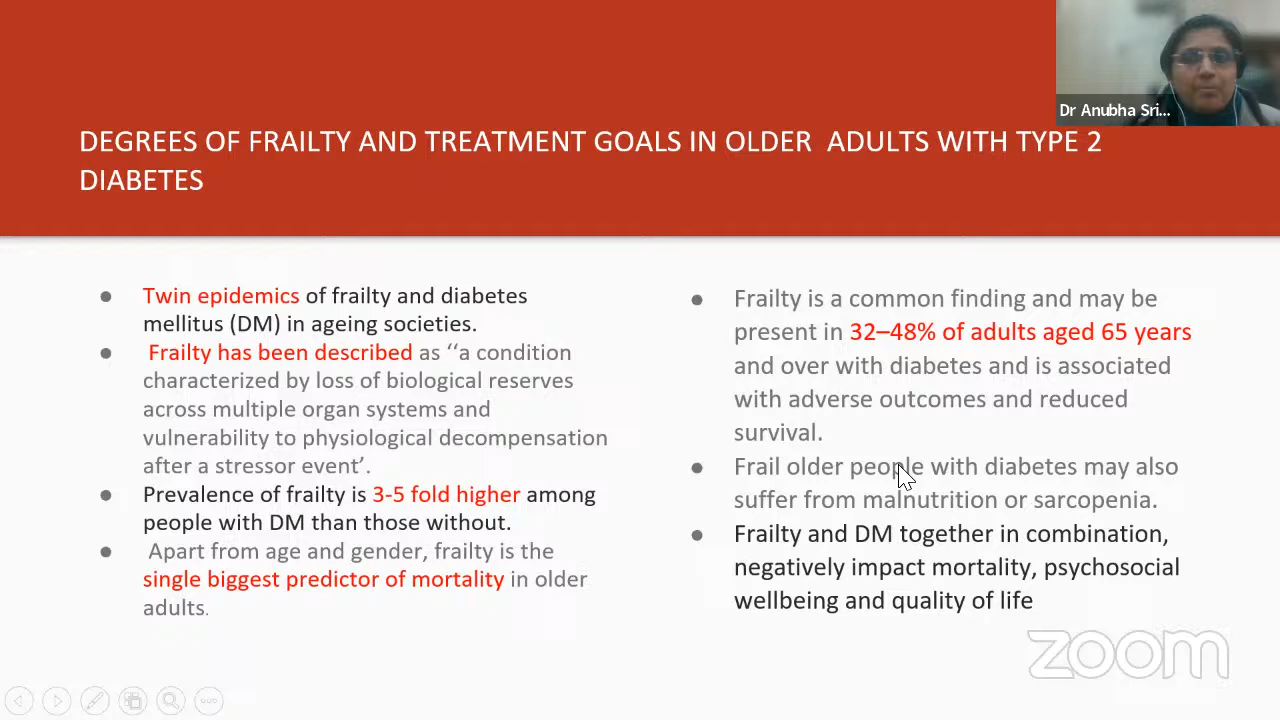 Dr Anubha Sri...
DEGREES OF FRAILTY AND TREATMENT GOALS IN OLDER  ADULTS WITH TYPE 2
DIABETES
● Twin epidemics of frailty and diabetes
mellitus (DM) in ageing societies.
● Frailty has been described as ‘‘a condition
characterized by loss of biological reserves
across multiple organ systems and
vulnerability to physiological decompensation
after a stressor event’.
● Prevalence of frailty is 3-5 fold higher among
people with DM than those without.
● Apart from age and gender, frailty is the
single biggest predictor of mortality in older
adults.
● Frailty is a common finding and may be
present in 32–48% of adults aged 65 years
and over with diabetes and is associated
with adverse outcomes and reduced
survival.
● Frail older people with diabetes may also
suffer from malnutrition or sarcopenia.
● Frailty and DM together in combination,
negatively impact mortality, psychosocial
wellbeing and quality of life
zoom